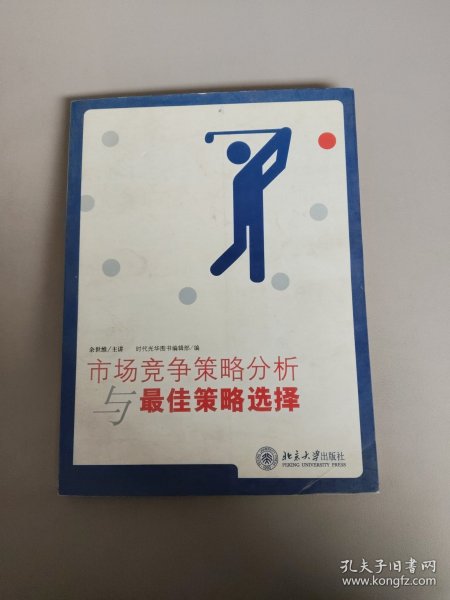 余世维/主讲 时代光华图书编辑部/编
市场竞争策略分析
与最佳策略选择
北京大学出版社
PEKING UNIVERSITY PRESS
孔夫子旧书网
www.kongfz.com